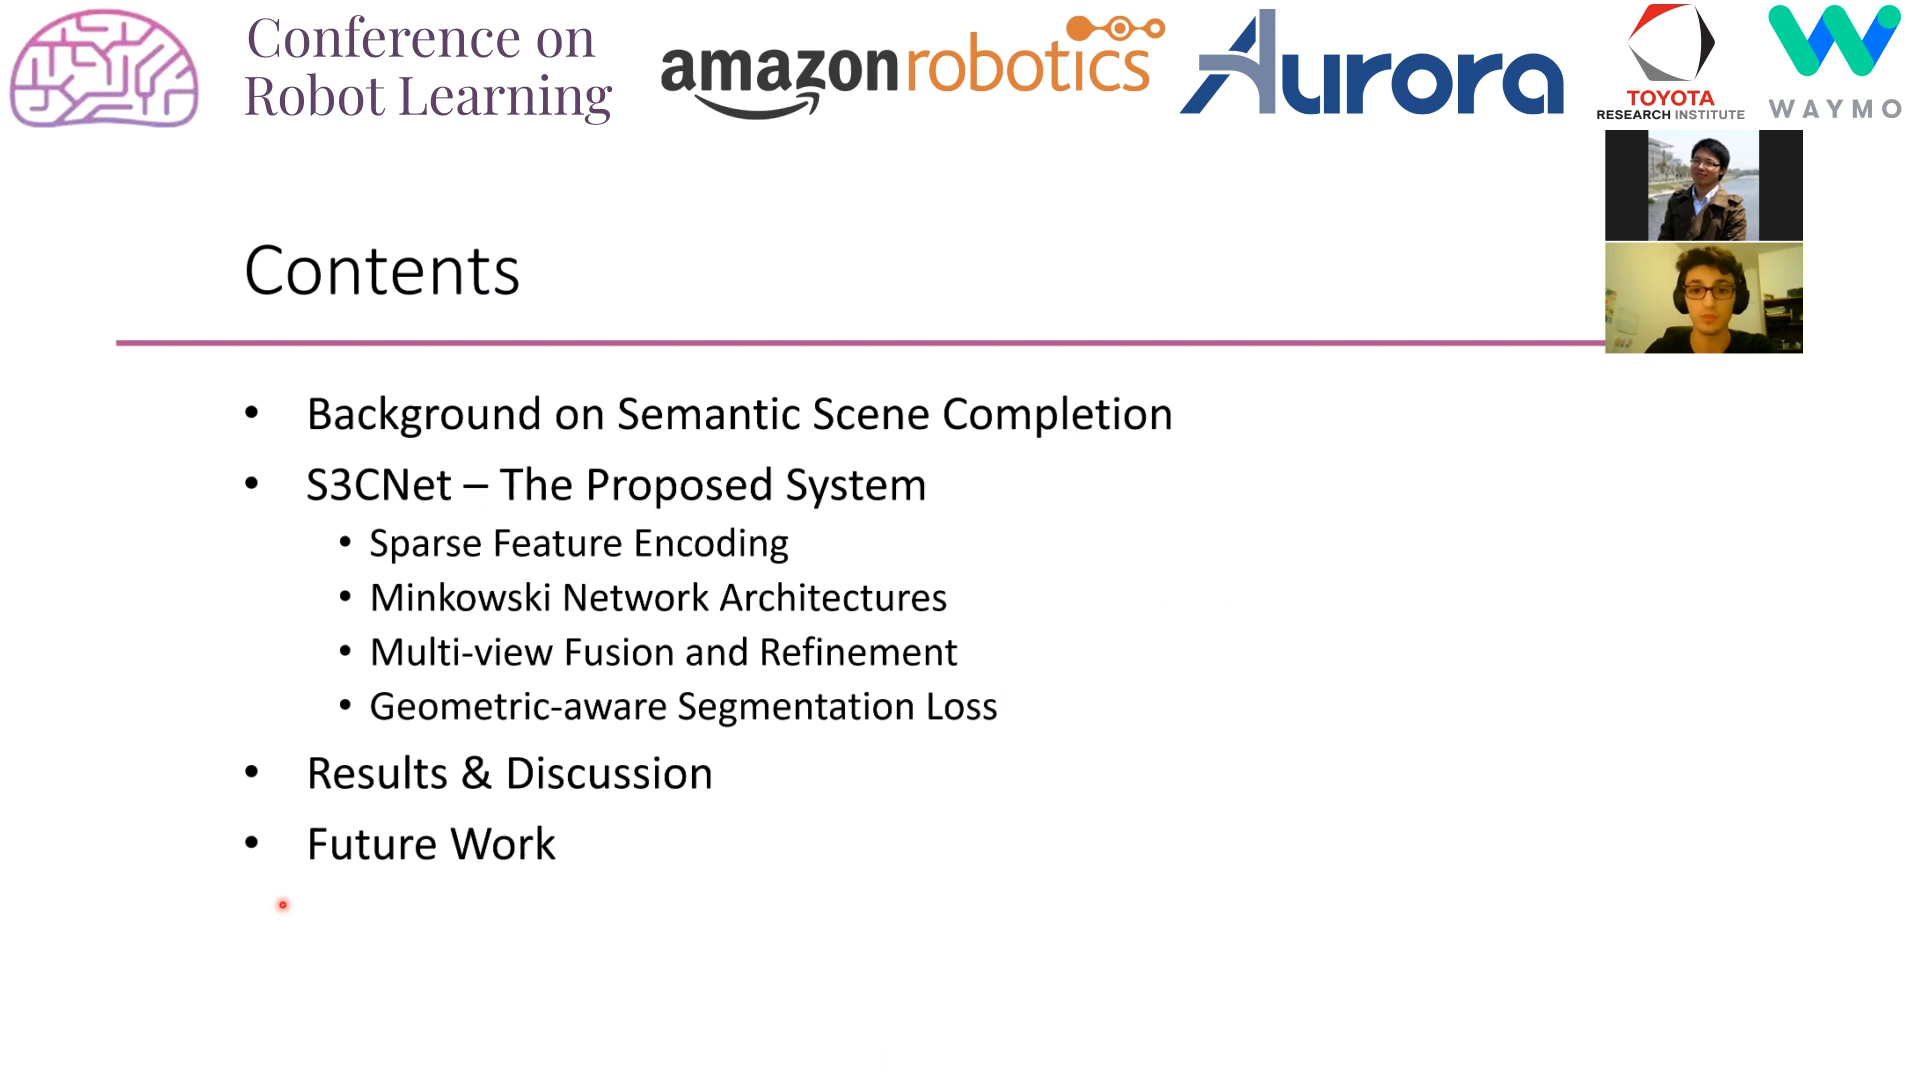 Conference on
Robot Learning
amazonrobotics
Aurora
TOYOTA
RESEARCH INSTITUTE
WAYMO
Contents
• Background on Semantic Scene Completion
• S3CNet – The Proposed System
• Sparse Feature Encoding
• Minkowski Network Architectures
• Multi-view Fusion and Refinement
• Geometric-aware Segmentation Loss
• Results & Discussion
• Future Work